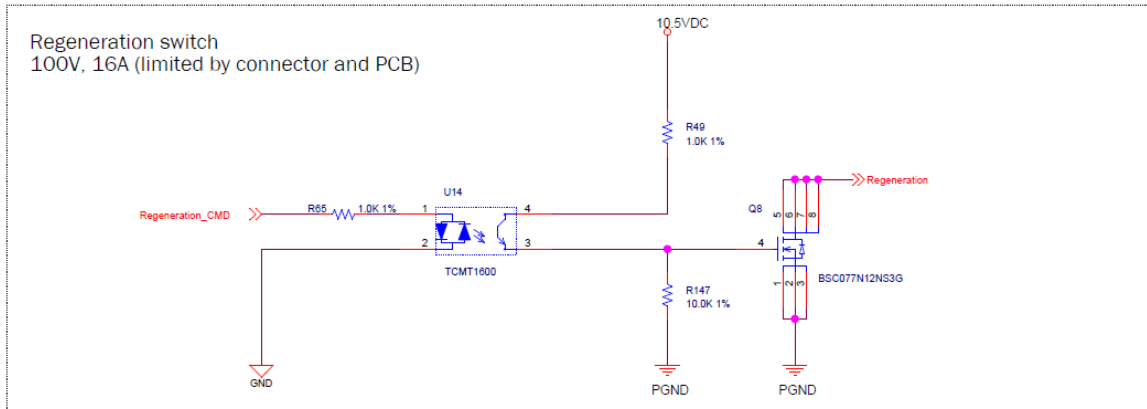 Regeneration switch
100V, 16A (limited by connector and PCB)
10.5VDC
R49
1.0K 1%
U14
Regeneration_CMD
R65
1.0K 1%
1
4
2
3
TCMT1600
R147
10.0K 1%
Q8
5
6
7
8
Regeneration
4
BSC077N12NS3G
1
2
3
GND
PGND
PGND